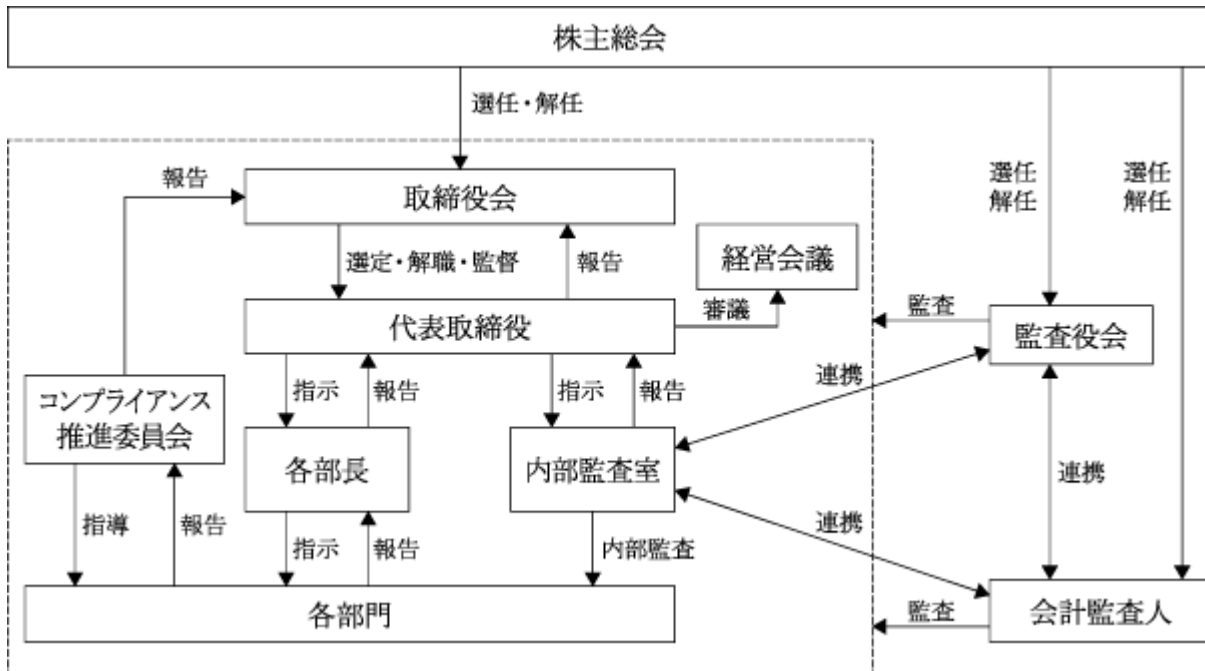 株主総会
選任・解任
選任
解任
選任
解任
報告
取締役会
選定・解職・監督
報告
経営会議
審議
代表取締役
監査
監査役会
連携
指示
報告
指示
報告
コンプライアンス
推進委員会
各部長
内部監査室
連携
連携
指導
報告
指示
報告
内部監査
各部門
監査
会計監査人